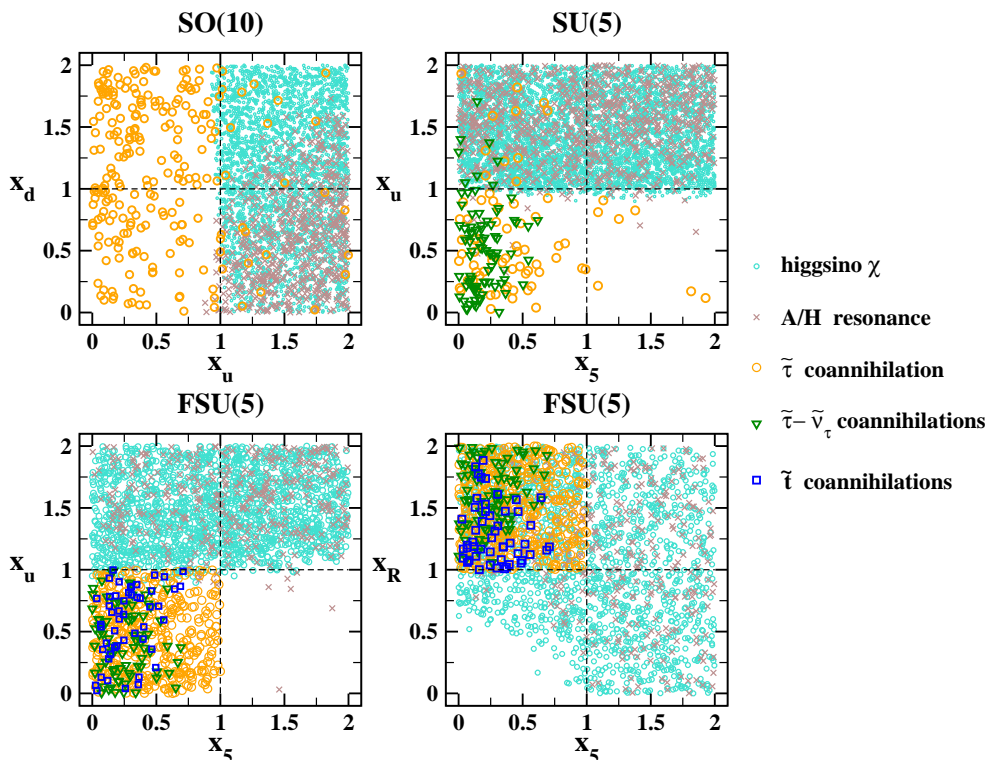 SO(10)
SU(5)
2
1.5
x_d
1
0.5
0
0 0.5 1 1.5 2
x_u
2
1.5
x_u
1
0.5
0
0 0.5 1 1.5 2
x_5
FSU(5)
FSU(5)
2
1.5
x_u
1
0.5
0
0 0.5 1 1.5 2
x_5
2
1.5
x_R
1
0.5
0
0 0.5 1 1.5 2
x_5
higgsino χ
A/H resonance
τ̃ coannihilation
τ̃ – ν̃_τ coannihilations
t̃ coannihilations